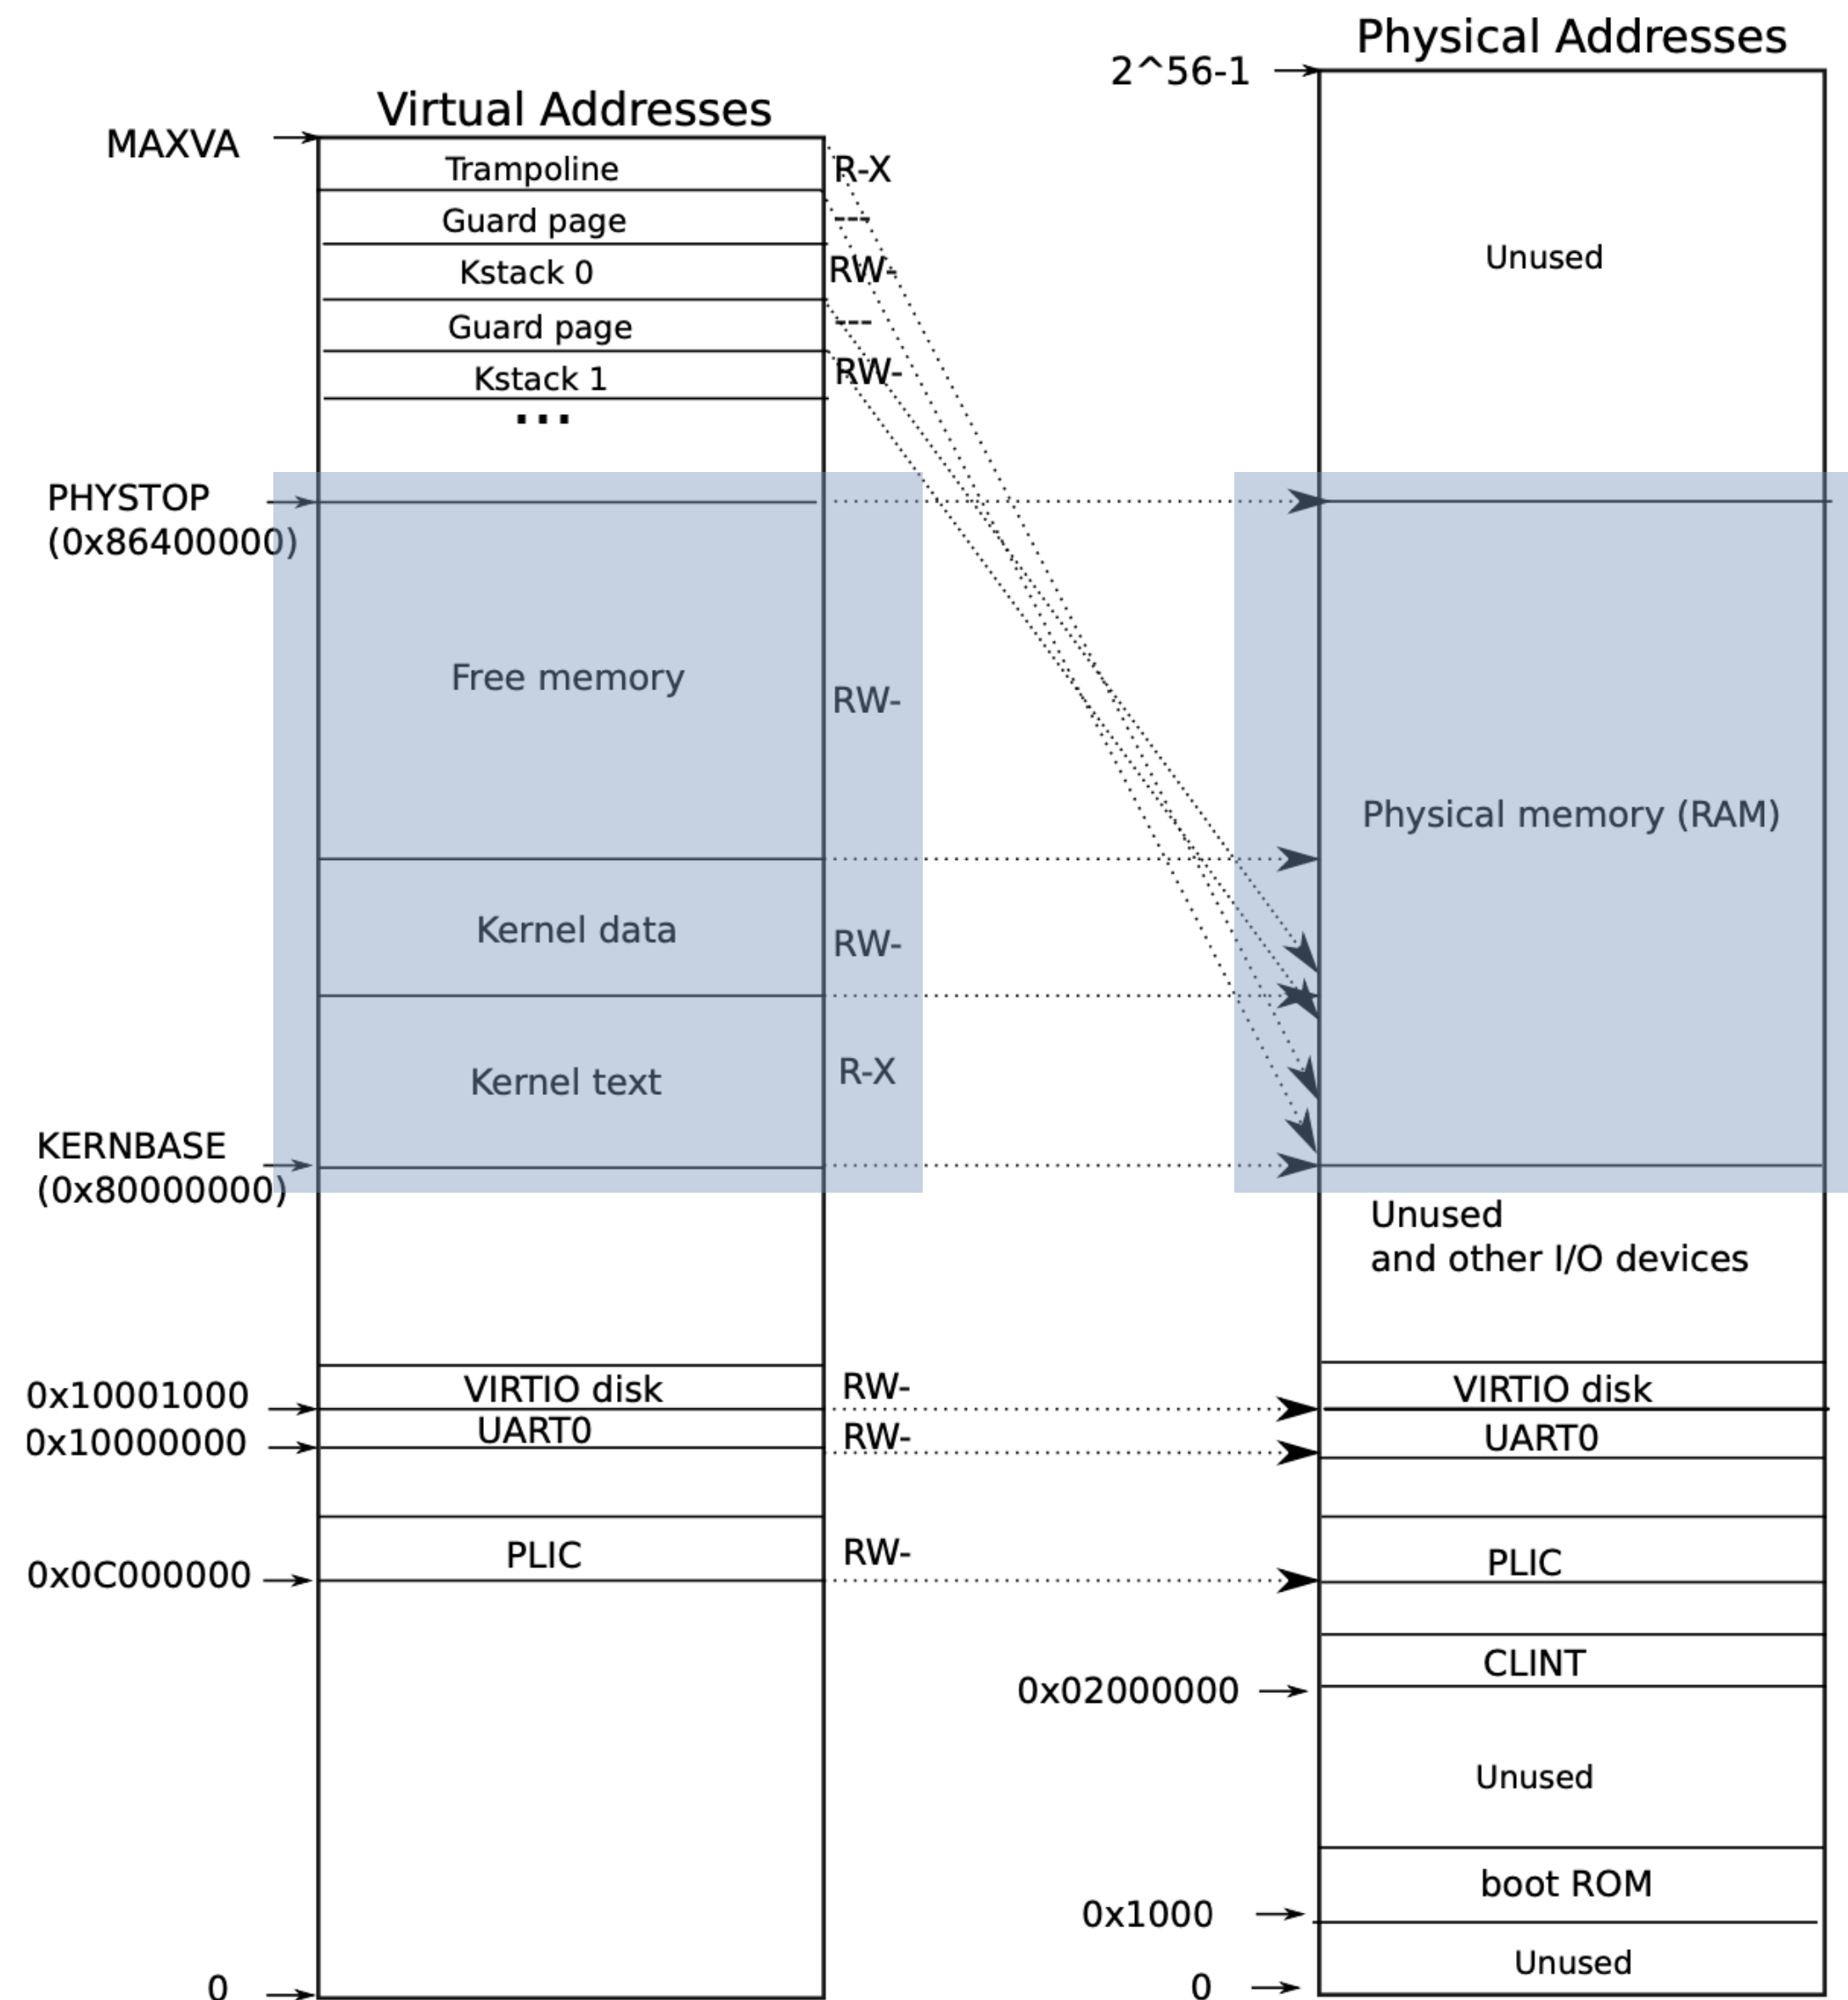 Physical Addresses
2^56-1
Virtual Addresses
MAXVA
Trampoline
R-X
Guard page
---
Unused
Kstack 0
RW-
Guard page
---
Kstack 1
RW-
...
PHYSTOP
(0x86400000)
Free memory
RW-
Physical memory (RAM)
Kernel data
RW-
Kernel text
R-X
KERNBASE
(0x80000000)
Unused
and other I/O devices
0x10001000
VIRTIO disk
RW-
VIRTIO disk
0x10000000
UART0
RW-
UART0
0x0C000000
PLIC
RW-
PLIC
CLINT
0x02000000
Unused
boot ROM
0x1000
Unused
0
0